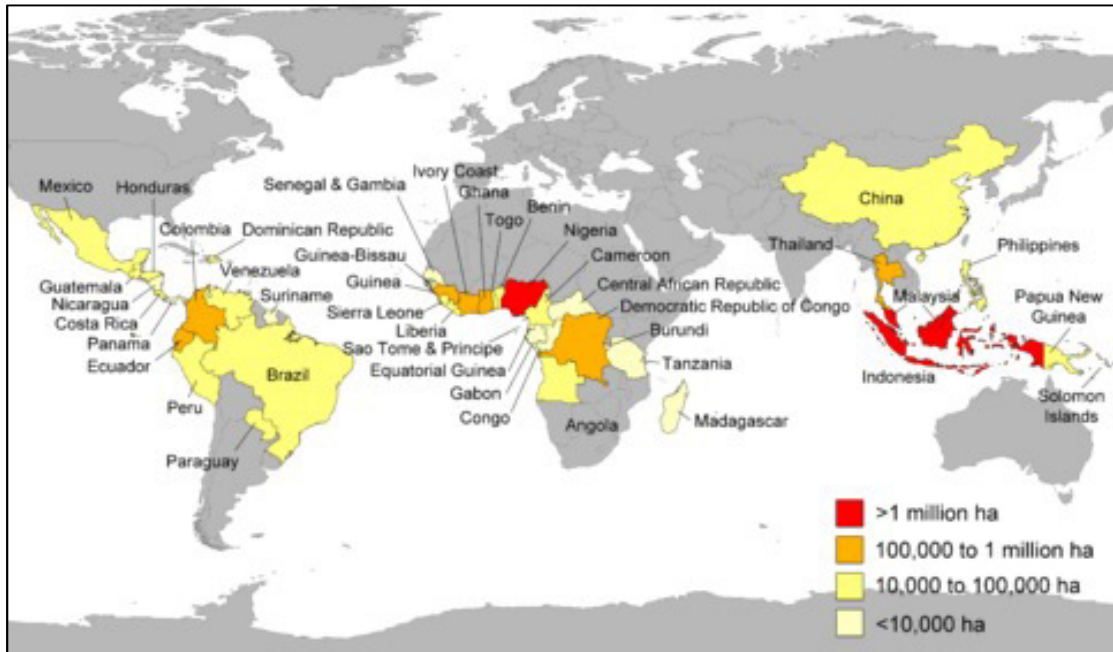 Mexico
Honduras
Colombia
Dominican Republic
Venezuela
Suriname
Guatemala
Nicaragua
Costa Rica
Panama
Ecuador
Peru
Brazil
Paraguay
Senegal & Gambia
Guinea-Bissau
Guinea
Sierra Leone
Liberia
Ivory Coast
Ghana
Togo
Benin
Nigeria
Cameroon
Central African Republic
Democratic Republic of Congo
Burundi
Tanzania
Sao Tome & Principe
Equatorial Guinea
Gabon
Congo
Angola
Madagascar
China
Thailand
Philippines
Malaysia
Papua New
Guinea
Indonesia
Solomon
Islands
>1 million ha
100,000 to 1 million ha
10,000 to 100,000 ha
<10,000 ha